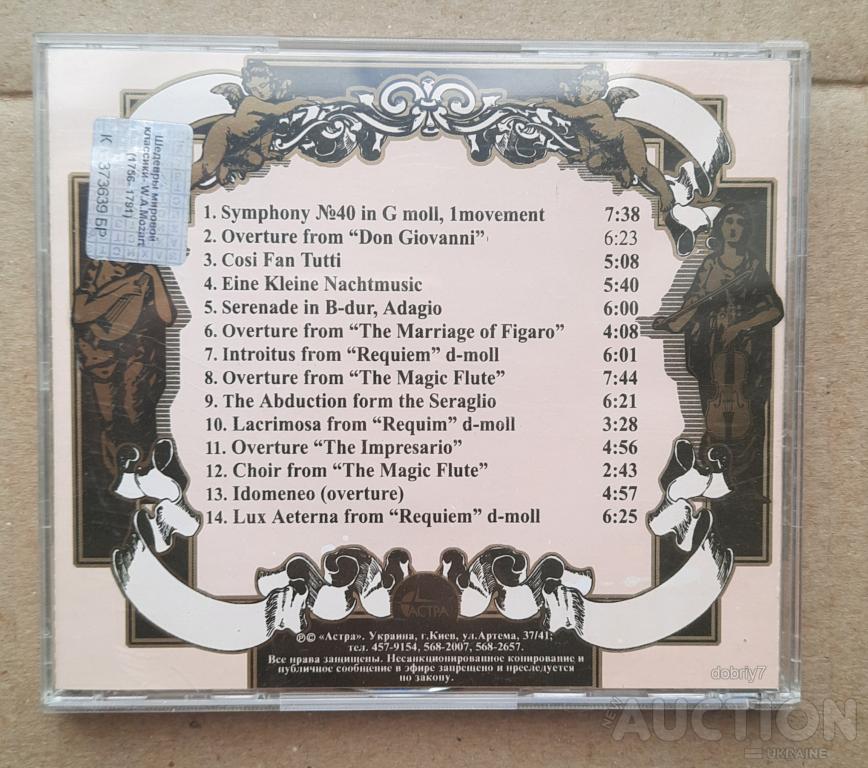 Шедевры мировой
классики- W.A.Mozart
(1756-1791)
К 373639 БР
1. Symphony №40 in G moll, 1movement 7:38
2. Overture from “Don Giovanni” 6:23
3. Cosi Fan Tutti 5:08
4. Eine Kleine Nachtmusic 5:40
5. Serenade in B-dur, Adagio 6:00
6. Overture from “The Marriage of Figaro” 4:08
7. Introitus from “Requiem” d-moll 6:01
8. Overture from “The Magic Flute” 7:44
9. The Abduction form the Seraglio 6:21
10. Lacrimosa from “Requim” d-moll 3:28
11. Overture “The Impresario” 4:56
12. Choir from “The Magic Flute” 2:43
13. Idomeneo (overture) 4:57
14. Lux Aeterna from “Requiem” d-moll 6:25
АСТРА
℗© «Астра». Украина, г.Киев, ул.Артема, 37/41;
тел. 457-9154, 568-2007, 568-2657.
Все права защищены. Несанкционированное копирование и
публичное сообщение в эфире запрещено и преследуется
по закону.
dobriy7
NEW AUCTION
UKRAINE